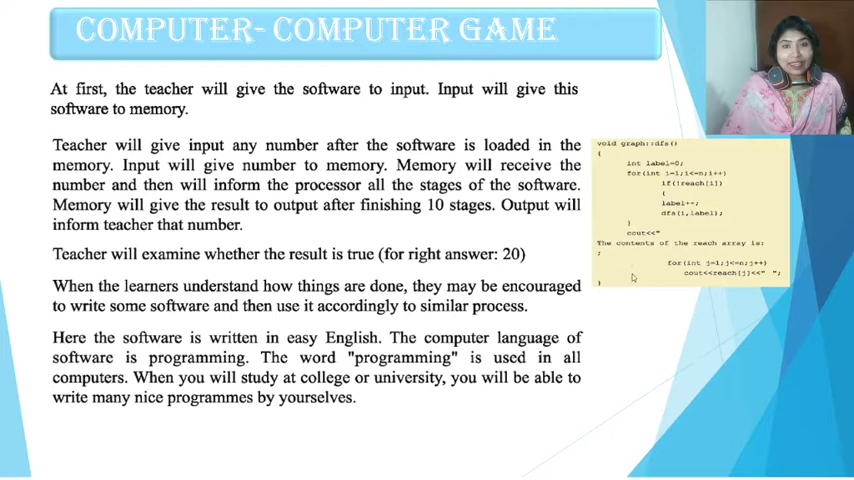 COMPUTER- COMPUTER GAME
At first, the teacher will give the software to input. Input will give this
software to memory.
Teacher will give input any number after the software is loaded in the
memory. Input will give number to memory. Memory will receive the
number and then will inform the processor all the stages of the software.
Memory will give the result to output after finishing 10 stages. Output will
inform teacher that number.
Teacher will examine whether the result is true (for right answer: 20)
When the learners understand how things are done, they may be encouraged
to write some software and then use it accordingly to similar process.
Here the software is written in easy English. The computer language of
software is programming. The word "programming" is used in all
computers. When you will study at college or university, you will be able to
write many nice programmes by yourselves.
void graph::dfs()
{
int label=0;
for(int i=1;i<=n;i++)
if(!reach[i])
{
label++;
dfs(i,label);
}
cout<<"
The contents of the reach array is:
;
for(int j=1;j<=n;j++)
cout<<reach[j]<<" ";
}